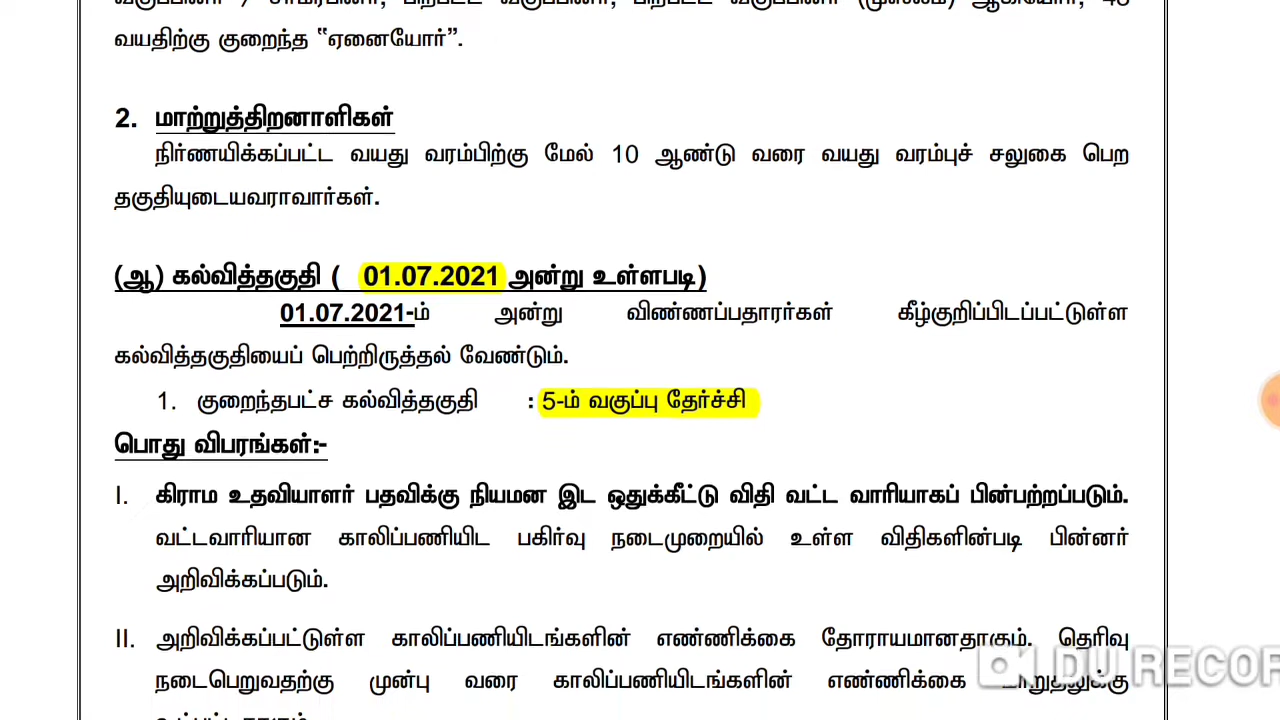 வயதிற்கு குறைந்த “ஏனையோர்”.
2. மாற்றுத்திறனாளிகள்
நிர்ணயிக்கப்பட்ட வயது வரம்பிற்கு மேல் 10 ஆண்டு வரை வயது வரம்புச் சலுகை பெற
தகுதியுடையவராவார்கள்.
(ஆ) கல்வித்தகுதி ( 01.07.2021 அன்று உள்ளபடி)
01.07.2021-ம் அன்று விண்ணப்பதாரர்கள் கீழ்குறிப்பிடப்பட்டுள்ள
கல்வித்தகுதியைப் பெற்றிருத்தல் வேண்டும்.
1. குறைந்தபட்ச கல்வித்தகுதி : 5-ம் வகுப்பு தேர்ச்சி
பொது விபரங்கள்:-
I. கிராம உதவியாளர் பதவிக்கு நியமன இட ஒதுக்கீட்டு விதி வட்ட வாரியாகப் பின்பற்றப்படும்.
வட்டவாரியான காலிப்பணியிட பகிர்வு நடைமுறையில் உள்ள விதிகளின்படி பின்னர்
அறிவிக்கப்படும்.
II. அறிவிக்கப்பட்டுள்ள காலிப்பணியிடங்களின் எண்ணிக்கை தோராயமானதாகும். தெரிவு
நடைபெறுவதற்கு முன்பு வரை காலிப்பணியிடங்களின் எண்ணிக்கை
DU RECOR